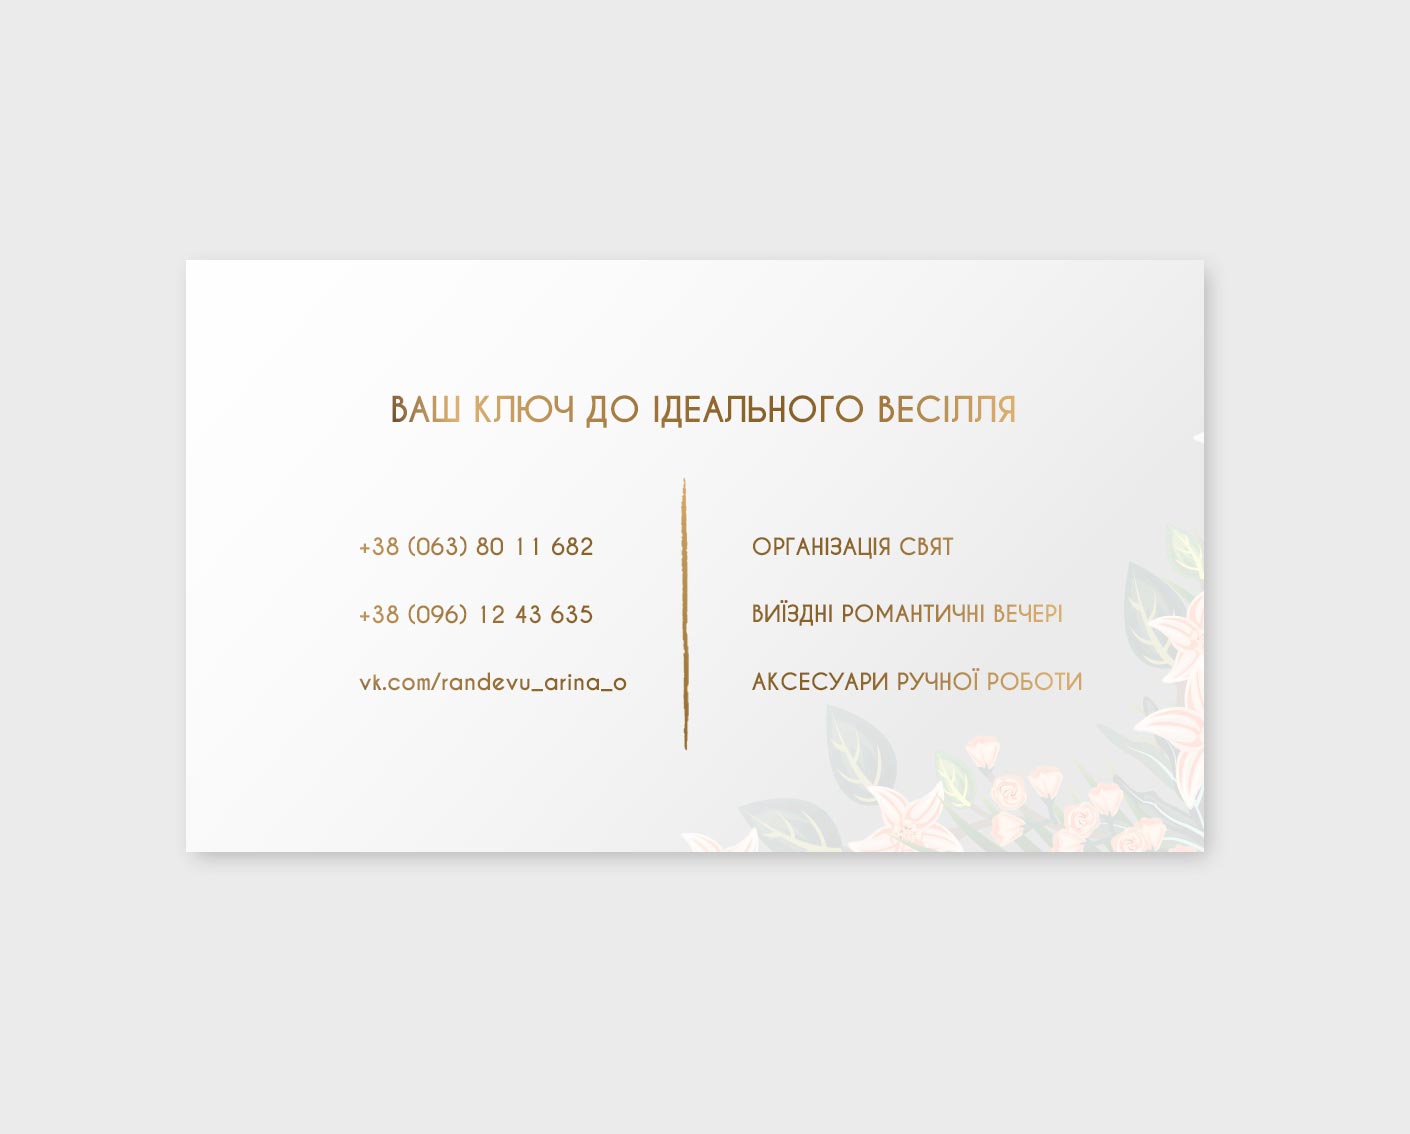 ВАШ КЛЮЧ ДО ІДЕАЛЬНОГО ВЕСІЛЛЯ
+38 (063) 80 11 682
+38 (096) 12 43 635
vk.com/randevu_arina_o
ОРГАНІЗАЦІЯ СВЯТ
ВИЇЗДНІ РОМАНТИЧНІ ВЕЧЕРІ
АКСЕСУАРИ РУЧНОЇ РОБОТИ